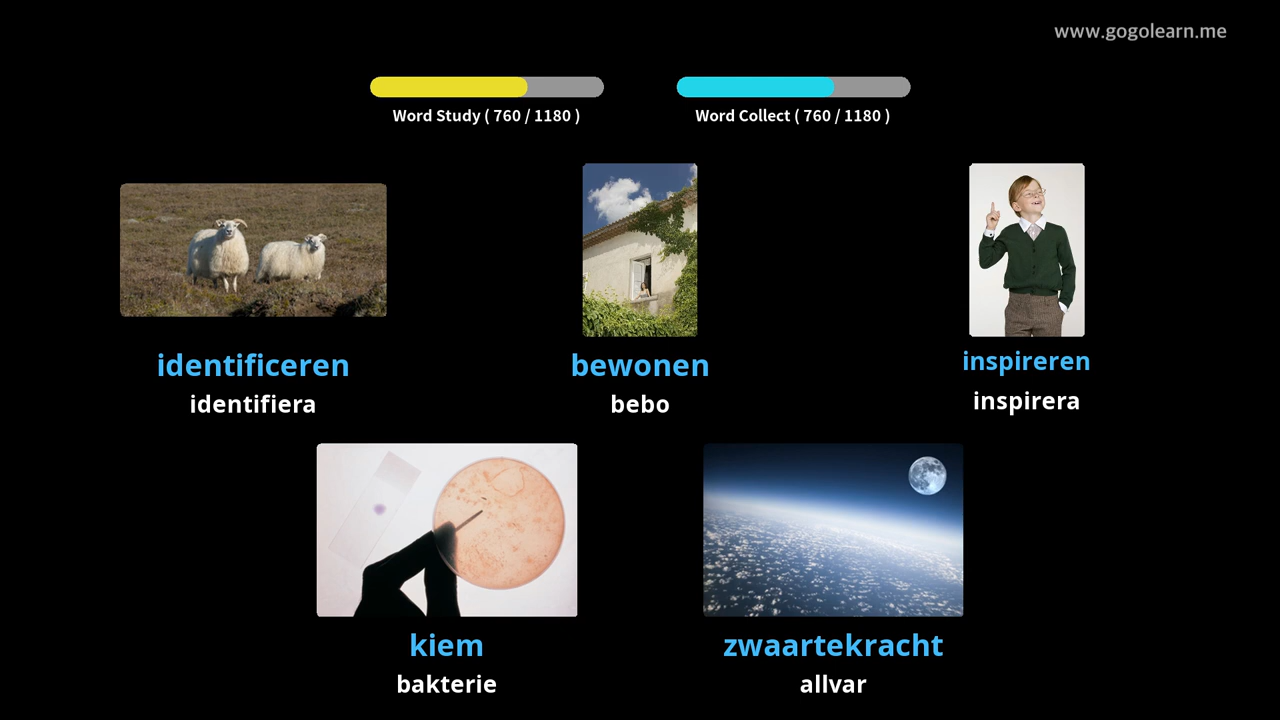 www.gogolearn.me
Word Study ( 760 / 1180 )
Word Collect ( 760 / 1180 )
identificeren
identifiera
bewonen
bebo
inspireren
inspirera
kiem
bakterie
zwaartekracht
allvar